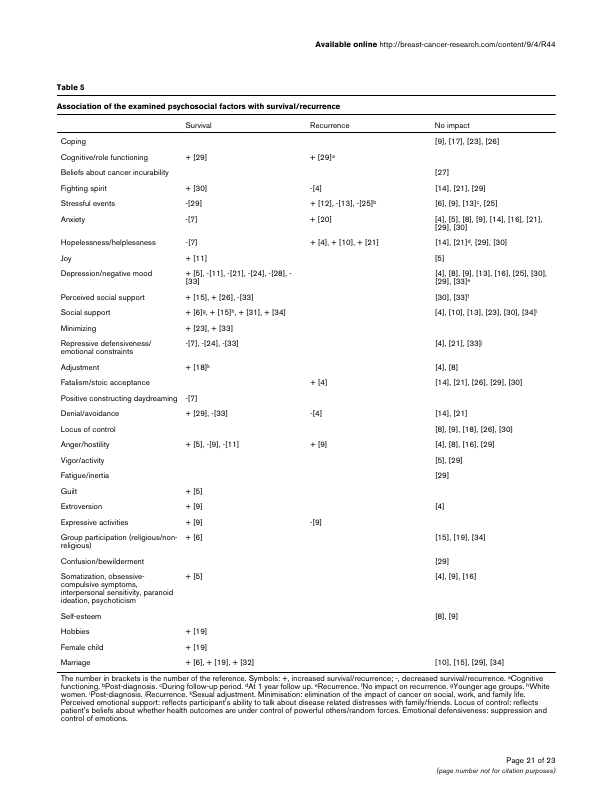 Available online http://breast-cancer-research.com/content/9/4/R44
Table 5
Association of the examined psychosocial factors with survival/recurrence
Survival Recurrence No impact
Coping [9], [17], [23], [26]
Cognitive/role functioning + [29] + [29]ᵃ
Beliefs about cancer incurability [27]
Fighting spirit + [30] -[4] [14], [21], [29]
Stressful events -[29] + [12], -[13], -[25]ᵇ [6], [9], [13]ᶜ, [25]
Anxiety -[7] + [20] [4], [5], [8], [9], [14], [16], [21],
[29], [30]
Hopelessness/helplessness -[7] + [4], + [10], + [21] [14], [21]ᵈ, [29], [30]
Joy + [11] [5]
Depression/negative mood + [5], -[11], -[21], -[24], -[28], - [4], [8], [9], [13], [16], [25], [30],
[33] [29], [33]ᵉ
Perceived social support + [15], + [26], -[33] [30], [33]ᶠ
Social support + [6]ᵍ, + [15]ʰ, + [31], + [34] [4], [10], [13], [23], [30], [34]ⁱ
Minimizing + [23], + [33]
Repressive defensiveness/ -[7], -[24], -[33] [4], [21], [33]ʲ
emotional constraints
Adjustment + [18]ᵏ [4], [8]
Fatalism/stoic acceptance + [4] [14], [21], [26], [29], [30]
Positive constructing daydreaming -[7]
Denial/avoidance + [29], -[33] -[4] [14], [21]
Locus of control [8], [9], [18], [26], [30]
Anger/hostility + [5], -[9], -[11] + [9] [4], [8], [16], [29]
Vigor/activity [5], [29]
Fatigue/inertia [29]
Guilt + [5]
Extroversion + [9] [4]
Expressive activities + [9] -[9]
Group participation (religious/non- + [6] [15], [19], [34]
religious)
Confusion/bewilderment [29]
Somatization, obsessive- + [5] [4], [9], [16]
compulsive symptoms,
interpersonal sensitivity, paranoid
ideation, psychoticism
Self-esteem [8], [9]
Hobbies + [19]
Female child + [19]
Marriage + [6], + [19], + [32] [10], [15], [29], [34]
The number in brackets is the number of the reference. Symbols: +, increased survival/recurrence; -, decreased survival/recurrence. ᵃCognitive
functioning. ᵇPost-diagnosis. ᶜDuring follow-up period. ᵈAt 1 year follow up. ᵉRecurrence. ᶠNo impact on recurrence. ᵍYounger age groups. ʰWhite
women. ⁱPost-diagnosis. ʲRecurrence. ᵏSexual adjustment. Minimisation: elimination of the impact of cancer on social, work, and family life.
Perceived emotional support: reflects participant's ability to talk about disease related distresses with family/friends. Locus of control: reflects
patient's beliefs about whether health outcomes are under control of powerful others/random forces. Emotional defensiveness: suppression and
control of emotions.
Page 21 of 23
(page number not for citation purposes)